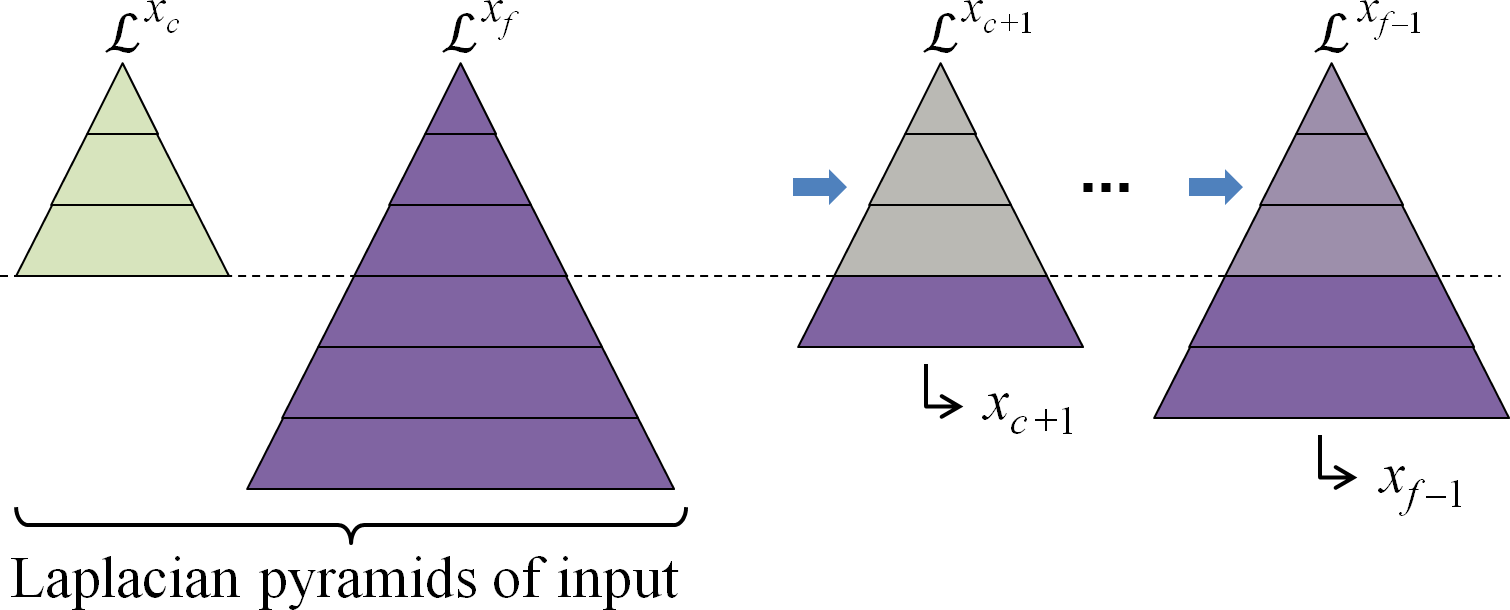 ℒ^{x_c} ℒ^{x_f} ℒ^{x_{c+1}} ℒ^{x_{f−1}}
...
x_{c+1}
x_{f−1}
Laplacian pyramids of input